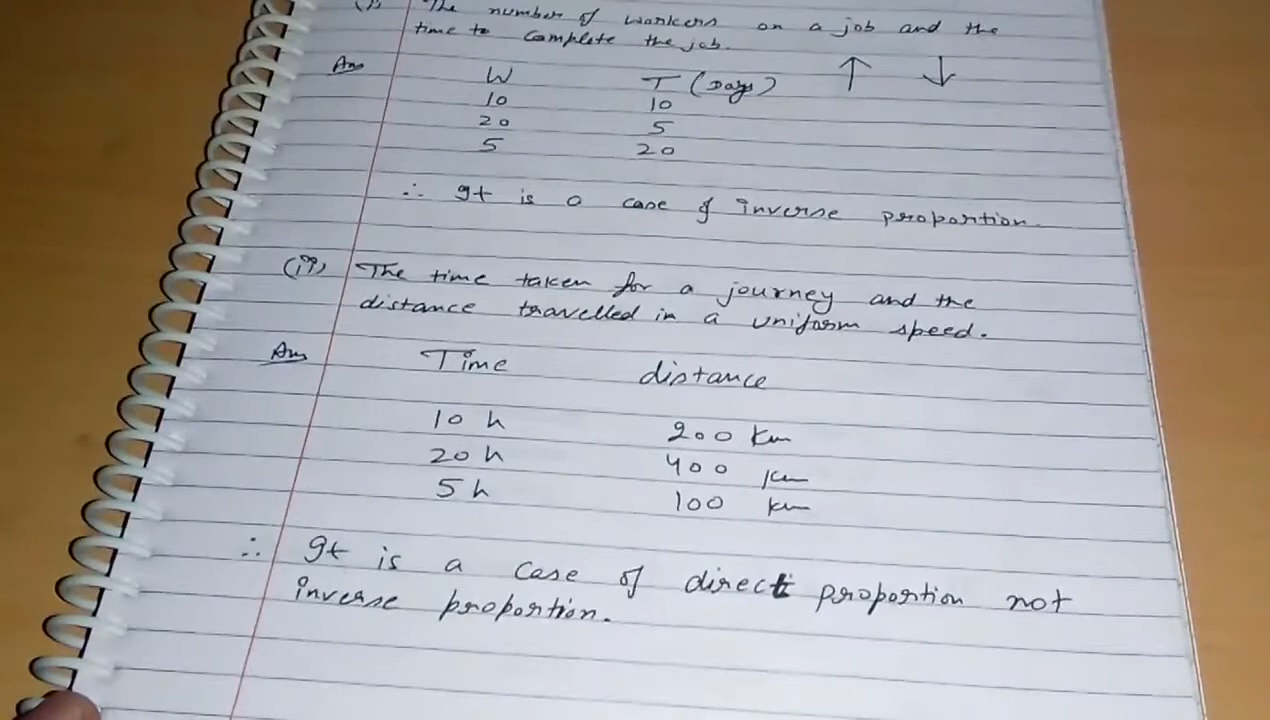 (i) The number of workers on a job and the
time to complete the job.
Ans W T (Days) ↑ ↓
10 10
20 5
5 20
∴ It is a case of inverse proportion.
(ii) The time taken for a journey and the
distance travelled in a uniform speed.
Ans Time distance
10 h 200 km
20 h 400 km
5 h 100 km
∴ It is a case of direct proportion not
inverse proportion.